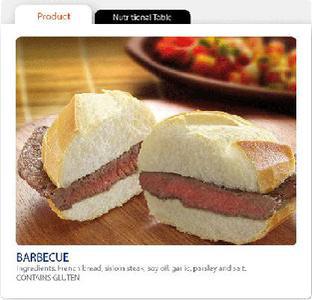 Product
Nutritional Table
BARBECUE
Ingredients: French bread, sirloin steak, soy oil, garlic, parsley and salt.
CONTAINS GLUTEN